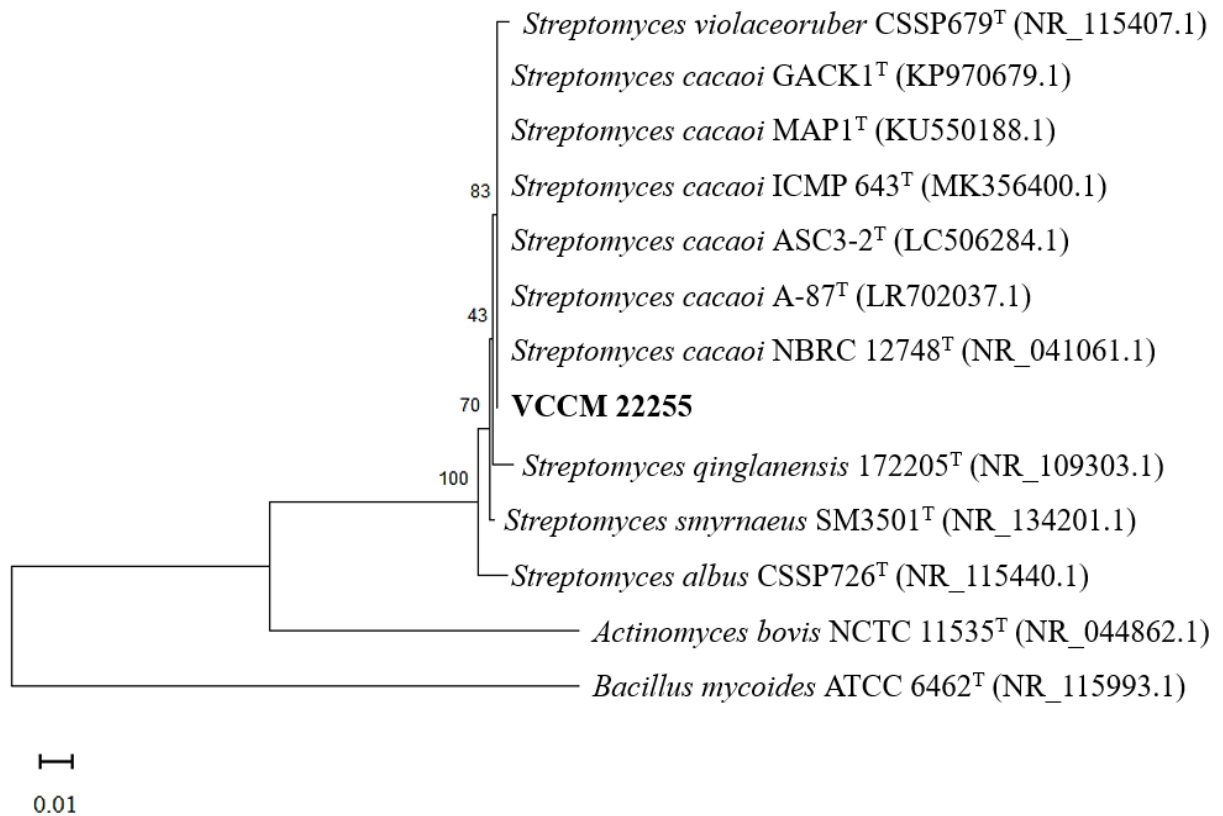 Streptomyces violaceoruber CSSP679ᵀ (NR_115407.1)
Streptomyces cacaoi GACK1ᵀ (KP970679.1)
Streptomyces cacaoi MAP1ᵀ (KU550188.1)
83
Streptomyces cacaoi ICMP 643ᵀ (MK356400.1)
Streptomyces cacaoi ASC3-2ᵀ (LC506284.1)
Streptomyces cacaoi A-87ᵀ (LR702037.1)
43
Streptomyces cacaoi NBRC 12748ᵀ (NR_041061.1)
70
VCCM 22255
Streptomyces qinglanensis 172205ᵀ (NR_109303.1)
100
Streptomyces smyrnaeus SM3501ᵀ (NR_134201.1)
Streptomyces albus CSSP726ᵀ (NR_115440.1)
Actinomyces bovis NCTC 11535ᵀ (NR_044862.1)
Bacillus mycoides ATCC 6462ᵀ (NR_115993.1)
0.01